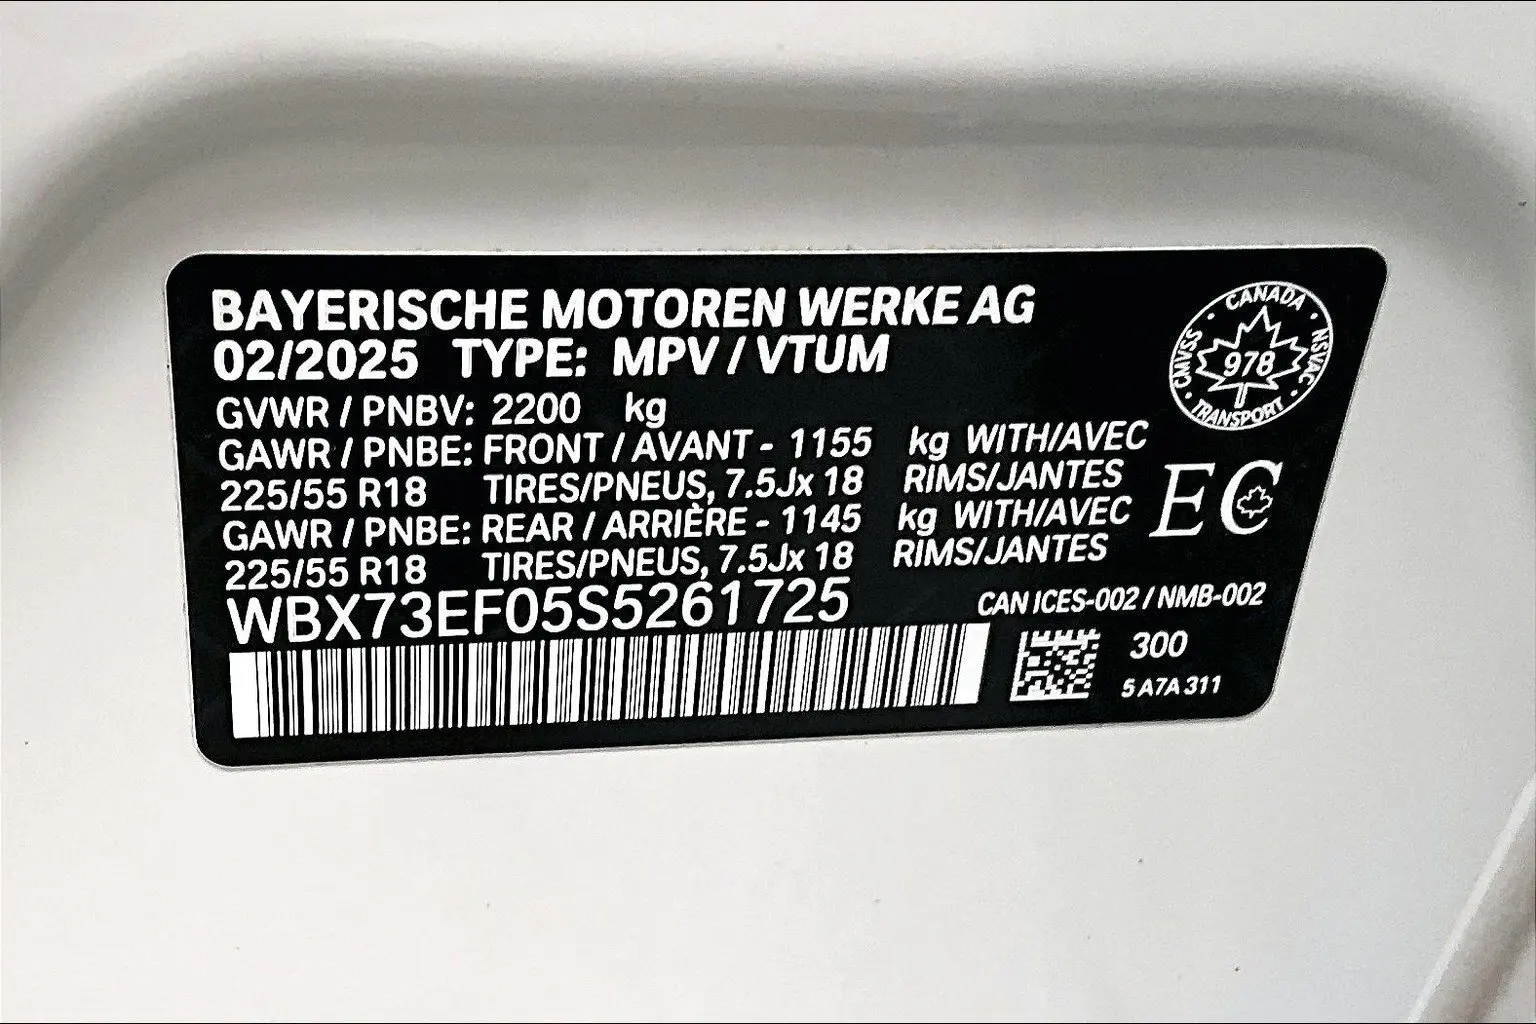 BAYERISCHE MOTOREN WERKE AG
02/2025 TYPE: MPV / VTUM
GVWR / PNBV: 2200 kg
GAWR / PNBE: FRONT / AVANT - 1155 kg WITH/AVEC
225/55 R18 TIRES/PNEUS, 7.5Jx 18 RIMS/JANTES
GAWR / PNBE: REAR / ARRIÈRE - 1145 kg WITH/AVEC
225/55 R18 TIRES/PNEUS, 7.5Jx 18 RIMS/JANTES
WBX73EF05S5261725
CANADA
CMVSS · NSVAC
978
TRANSPORT
EC
CAN ICES-002 / NMB-002
300
5 A7A 311